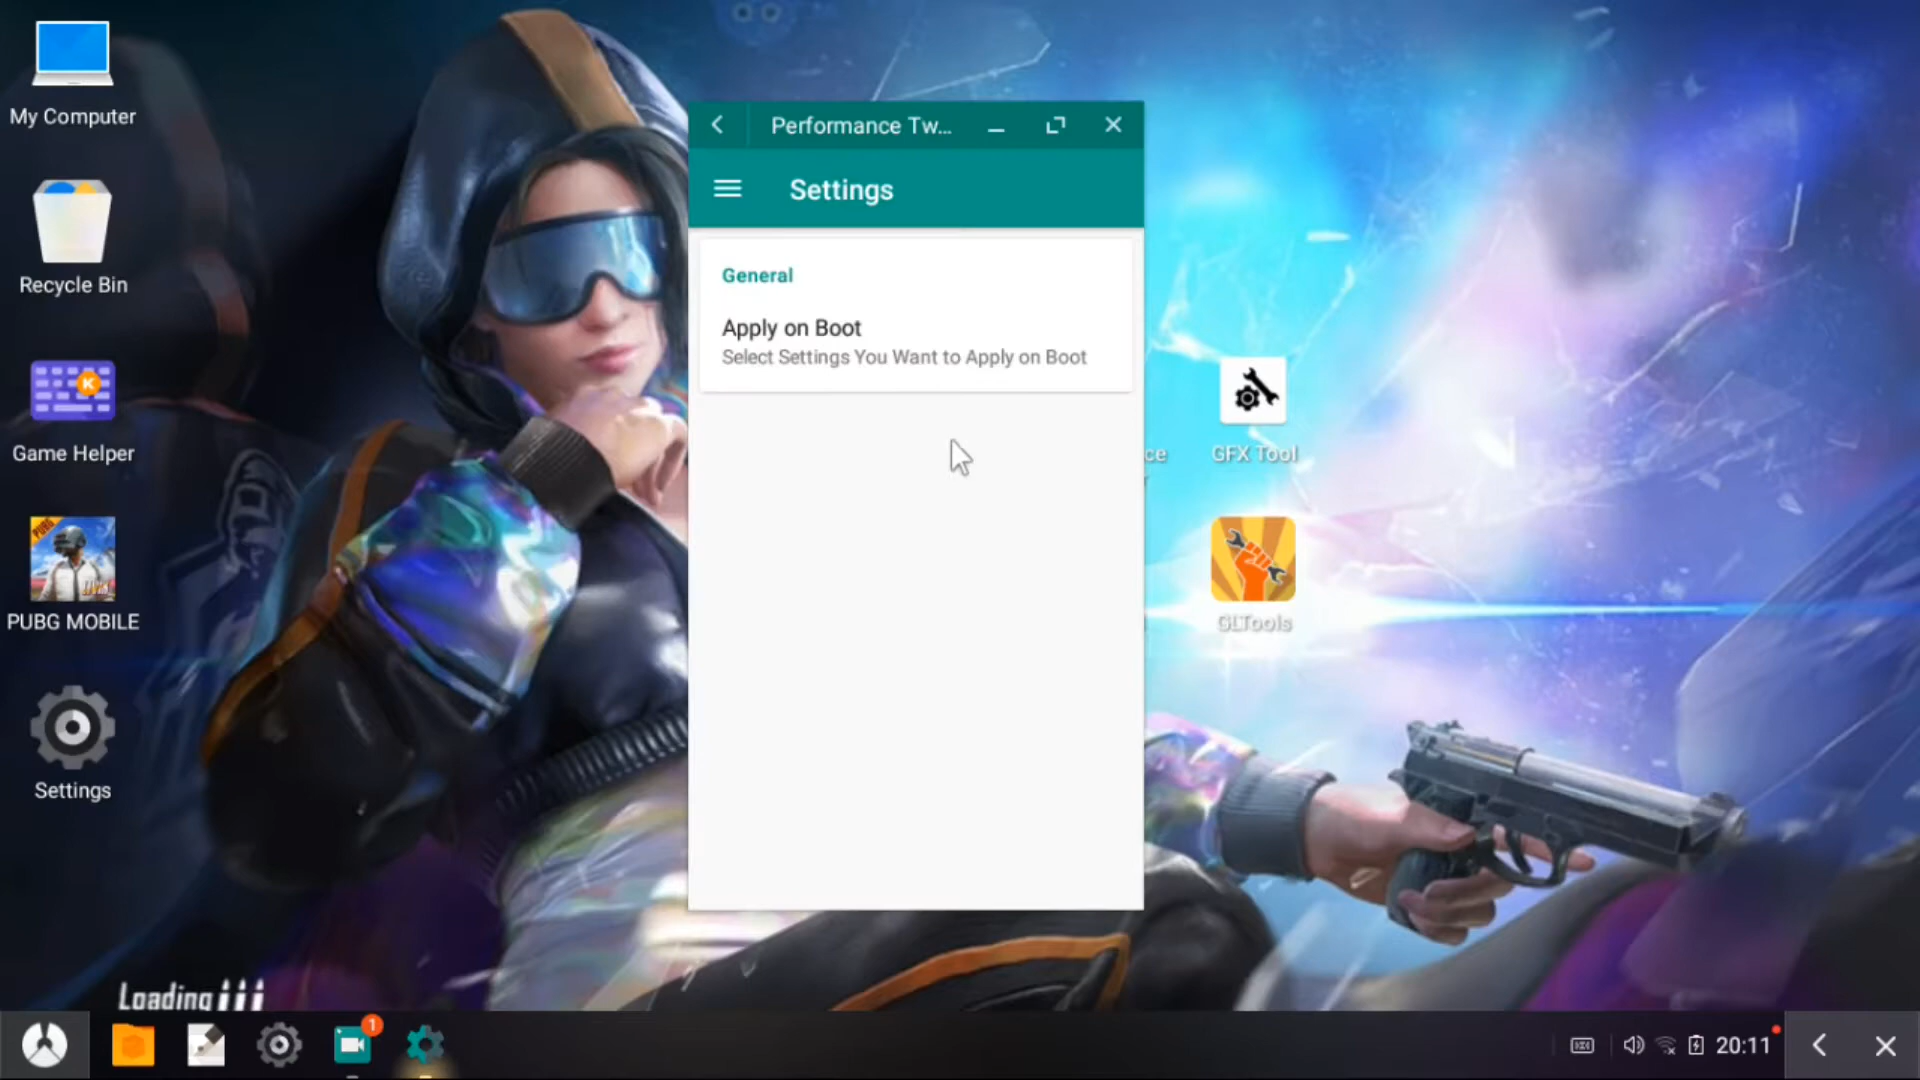 My Computer
Recycle Bin
Game Helper
PUBG MOBILE
Settings
Performance Tw...
Settings
General
Apply on Boot
Select Settings You Want to Apply on Boot
ce
GFX Tool
GLTools
Loading
1
20:11